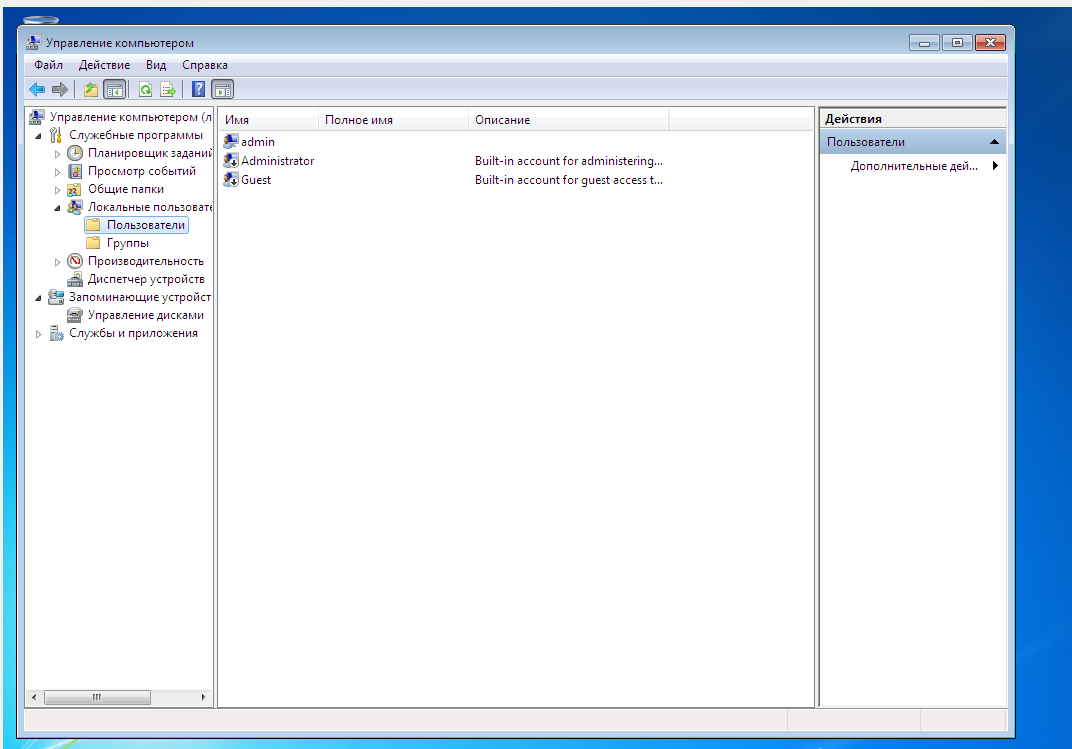 Управление компьютером
Файл Действие Вид Справка
Управление компьютером (л
Служебные программы
Планировщик заданий
Просмотр событий
Общие папки
Локальные пользовате
Пользователи
Группы
Производительность
Диспетчер устройств
Запоминающие устройст
Управление дисками
Службы и приложения
Имя Полное имя Описание
admin
Administrator Built-in account for administering...
Guest Built-in account for guest access t...
Действия
Пользователи
Дополнительные дей...